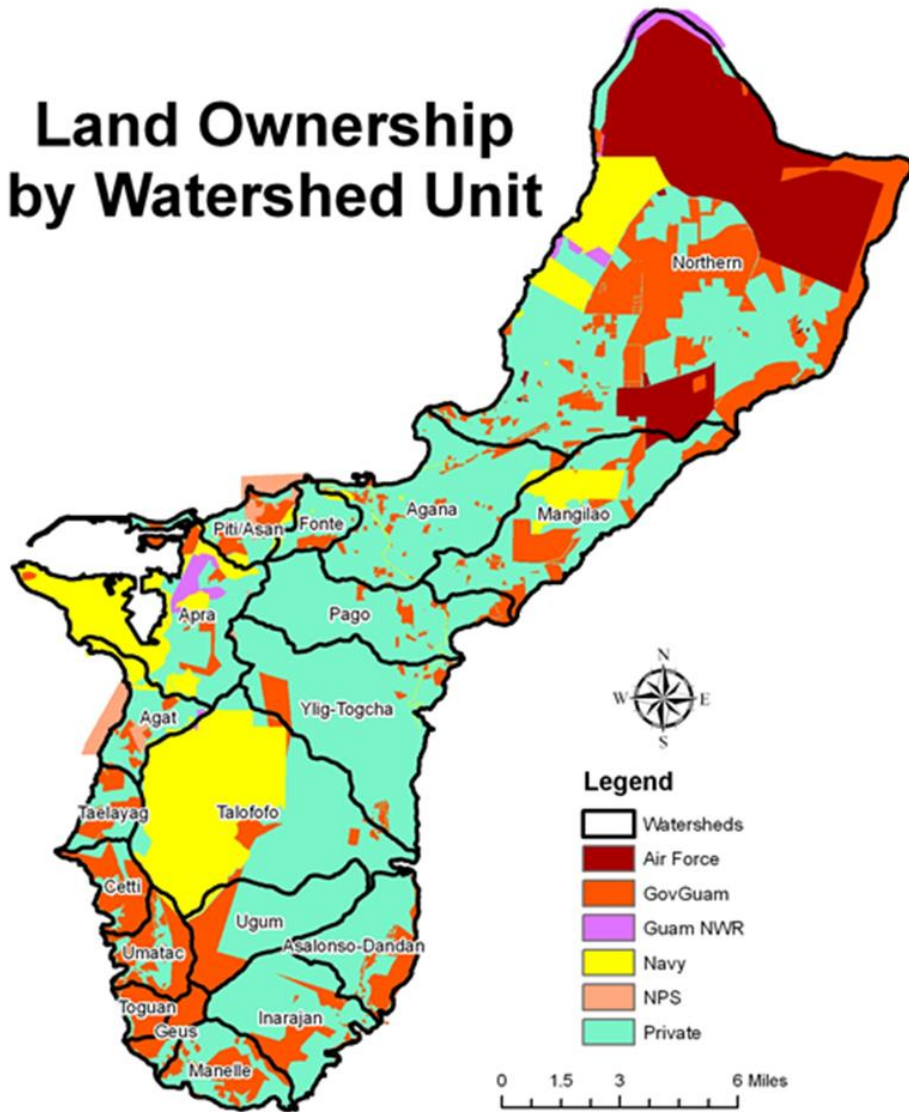 Land Ownership
by Watershed Unit
Northern
Agana
Mangilao
Piti/Asan
Fonte
Apra
Pago
Ylig-Togcha
Agat
Talofofo
Taelayag
Cetti
Ugum
Umatac
Asalonso-Dandan
Toguan
Geus
Inarajan
Manelle
N
W
E
S
Legend
Watersheds
Air Force
GovGuam
Guam NWR
Navy
NPS
Private
0 1.5 3 6 Miles